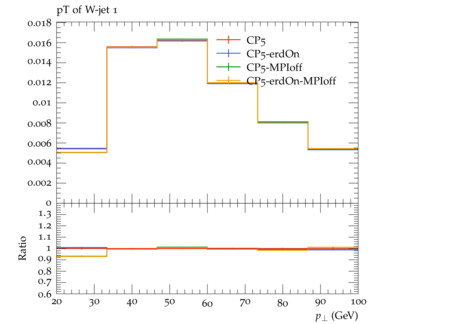 pT of W-jet 1
0.018
0.016
0.014
0.012
0.01
0.008
0.006
0.004
0.002
0
CP5
CP5-erdOn
CP5-MPIoff
CP5-erdOn-MPIoff
Ratio
1.3
1.2
1.1
1
0.9
0.8
0.7
0.6
20 30 40 50 60 70 80 90 100
p⊥ (GeV)